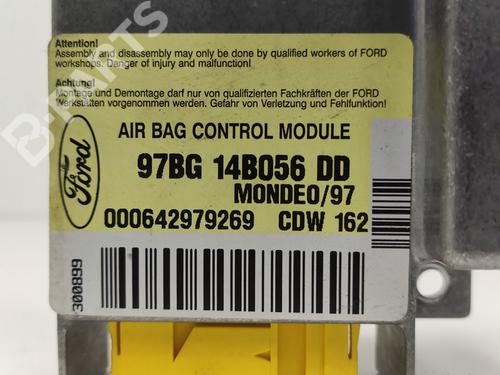 Attention!
Assembly and disassembly may only be done by qualified workers of FORD
workshops. Danger of injury and malfunction!
Achtung!
Montage und Demontage darf nur von qualifizierten Fachkräften der FORD
Werkstätten vorgenommen werden. Gefahr von Verletzung und Fehlfunktion!
Ford
AIR BAG CONTROL MODULE
97BG 14B056 DD
MONDEO/97
000642979269 CDW 162
300899